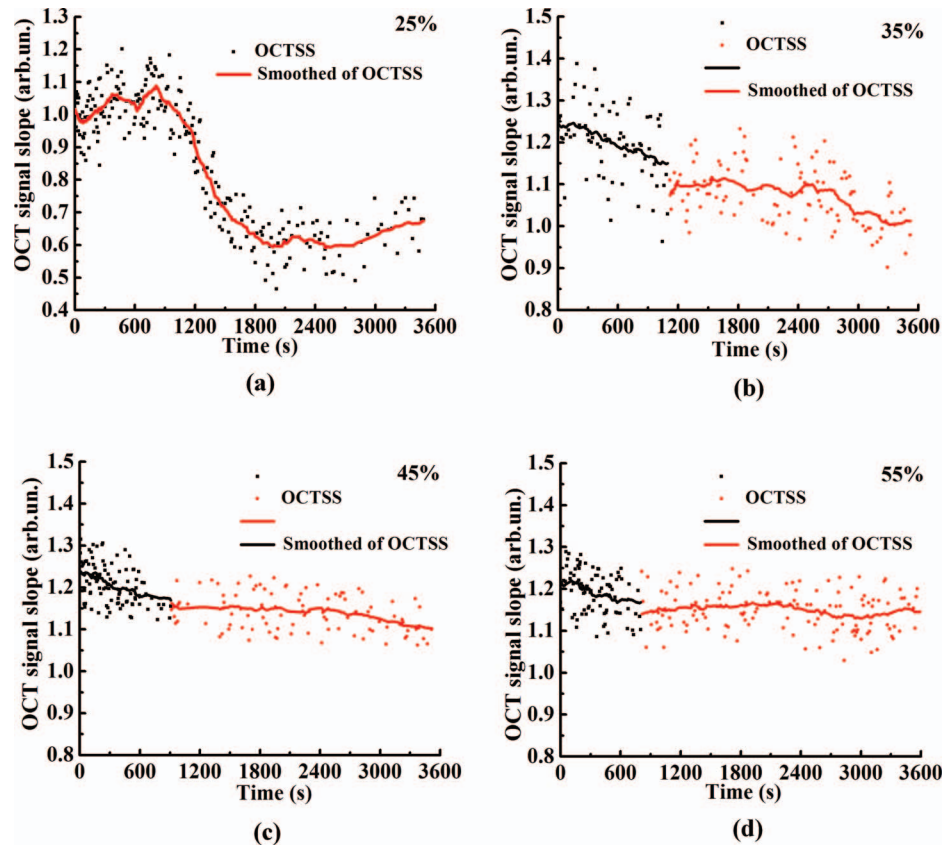 25%
OCTSS
Smoothed of OCTSS
OCT signal slope (arb.un.)
1.3
1.2
1.1
1.0
0.9
0.8
0.7
0.6
0.5
0.4
0 600 1200 1800 2400 3000 3600
Time (s)
(a)
35%
OCTSS
Smoothed of OCTSS
OCT signal slope (arb.un.)
1.5
1.4
1.3
1.2
1.1
1.0
0.9
0.8
0 600 1200 1800 2400 3000 3600
Time (s)
(b)
45%
OCTSS
Smoothed of OCTSS
OCT signal slope (arb.un.)
1.5
1.4
1.3
1.2
1.1
1.0
0.9
0.8
0 600 1200 1800 2400 3000 3600
Time (s)
(c)
55%
OCTSS
Smoothed of OCTSS
OCT signal slope (arb.un.)
1.5
1.4
1.3
1.2
1.1
1.0
0.9
0.8
0 600 1200 1800 2400 3000 3600
Time (s)
(d)